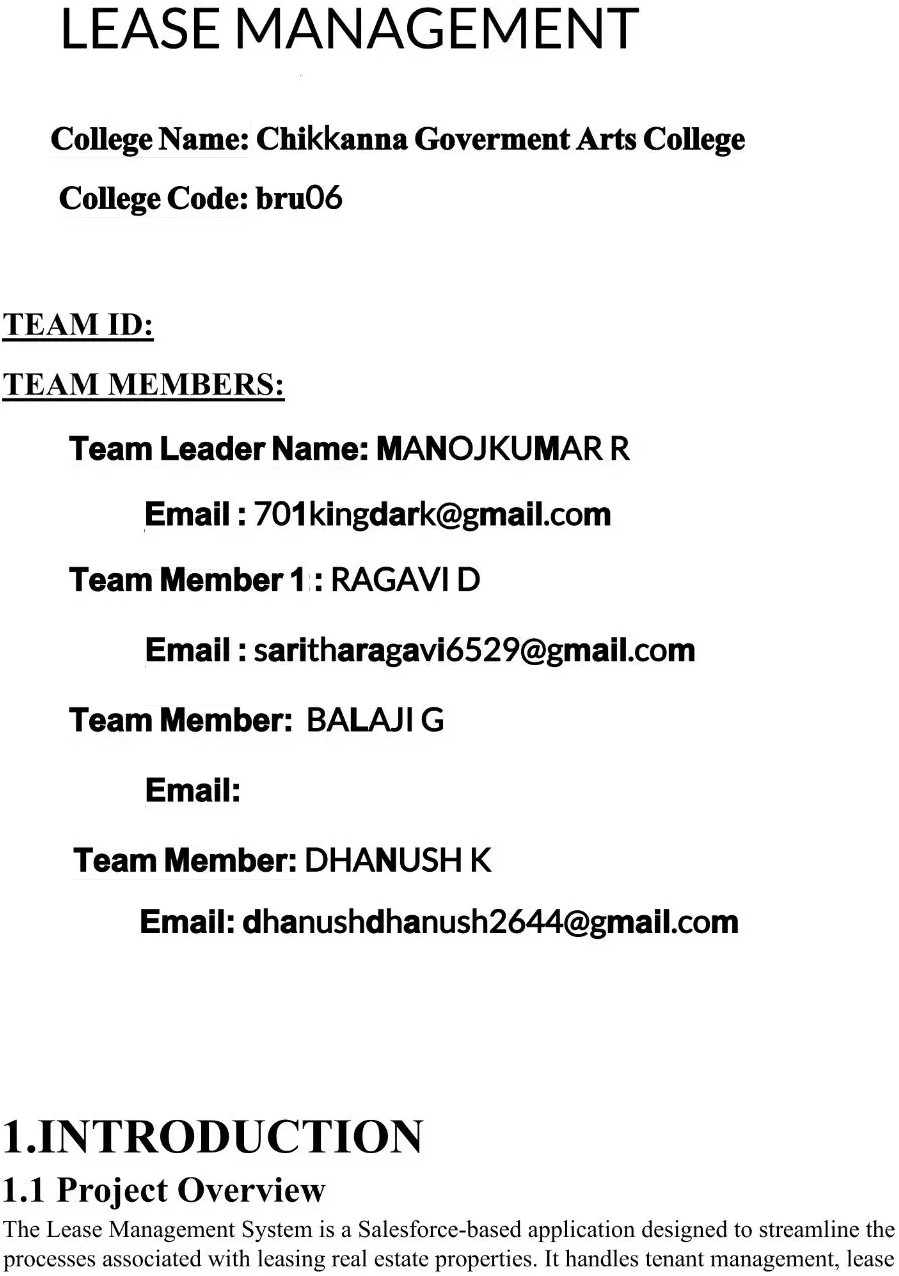 LEASE MANAGEMENT
College Name: Chikkanna Goverment Arts College
College Code: bru06
TEAM ID:
TEAM MEMBERS:
Team Leader Name: MANOJKUMAR R
Email : 701kingdark@gmail.com
Team Member 1 : RAGAVI D
Email : saritharagavi6529@gmail.com
Team Member: BALAJI G
Email:
Team Member: DHANUSH K
Email: dhanushdhanush2644@gmail.com
1.INTRODUCTION
1.1 Project Overview
The Lease Management System is a Salesforce-based application designed to streamline the
processes associated with leasing real estate properties. It handles tenant management, lease